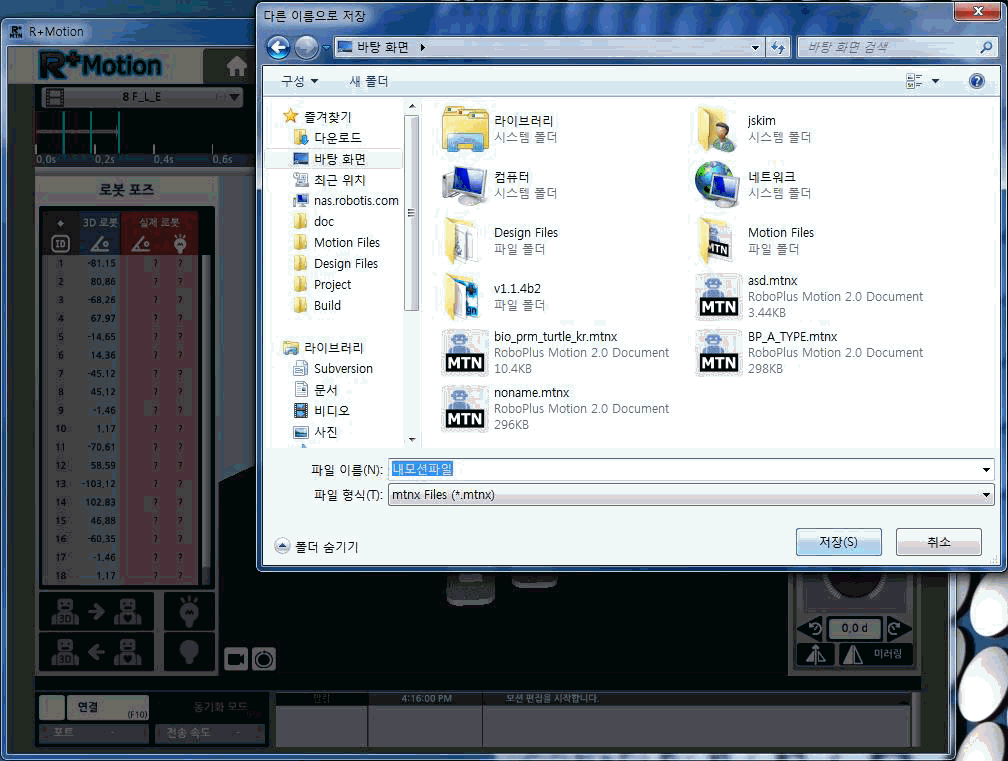 R+Motion
다른 이름으로 저장
바탕 화면
바탕 화면 검색
R+Motion
구성
새 폴더
8 F_L_E
0.0s 0.2s 0.4s 0.6s
즐겨찾기
다운로드
바탕 화면
최근 위치
nas.robotis.com
doc
Motion Files
Design Files
Project
Build
라이브러리
Subversion
문서
비디오
사진
라이브러리
시스템 폴더
jskim
시스템 폴더
컴퓨터
시스템 폴더
네트워크
시스템 폴더
Design Files
파일 폴더
Motion Files
파일 폴더
MTN
v1.1.4b2
파일 폴더
asd.mtnx
RoboPlus Motion 2.0 Document
3.44KB
MTN
bio_prm_turtle_kr.mtnx
RoboPlus Motion 2.0 Document
10.4KB
MTN
BP_A_TYPE.mtnx
RoboPlus Motion 2.0 Document
298KB
MTN
noname.mtnx
RoboPlus Motion 2.0 Document
296KB
MTN
파일 이름(N): 내모션파일
파일 형식(T): mtnx Files (*.mtnx)
폴더 숨기기
저장(S)
취소
로봇 포즈
3D 로봇 실제 로봇
ID
1 -81,15 ? ?
2 80,86 ? ?
3 -68,26 ? ?
4 67,97 ? ?
5 -14,65 ? ?
6 14,36 ? ?
7 -45,12 ? ?
8 45,12 ? ?
9 -1,46 ? ?
10 1,17 ? ?
11 -70,61 ? ?
12 58,59 ? ?
13 -103,12 ? ?
14 102,83 ? ?
15 46,88 ? ?
16 -60,35 ? ?
17 -1,46 ? ?
18 1,17 ? ?
3D
3D
0,0 d
미러링
연결
(F10)
동기화 모드
포트 -
전송 속도 -
4:16:00 PM
모션 편집을 시작합니다.